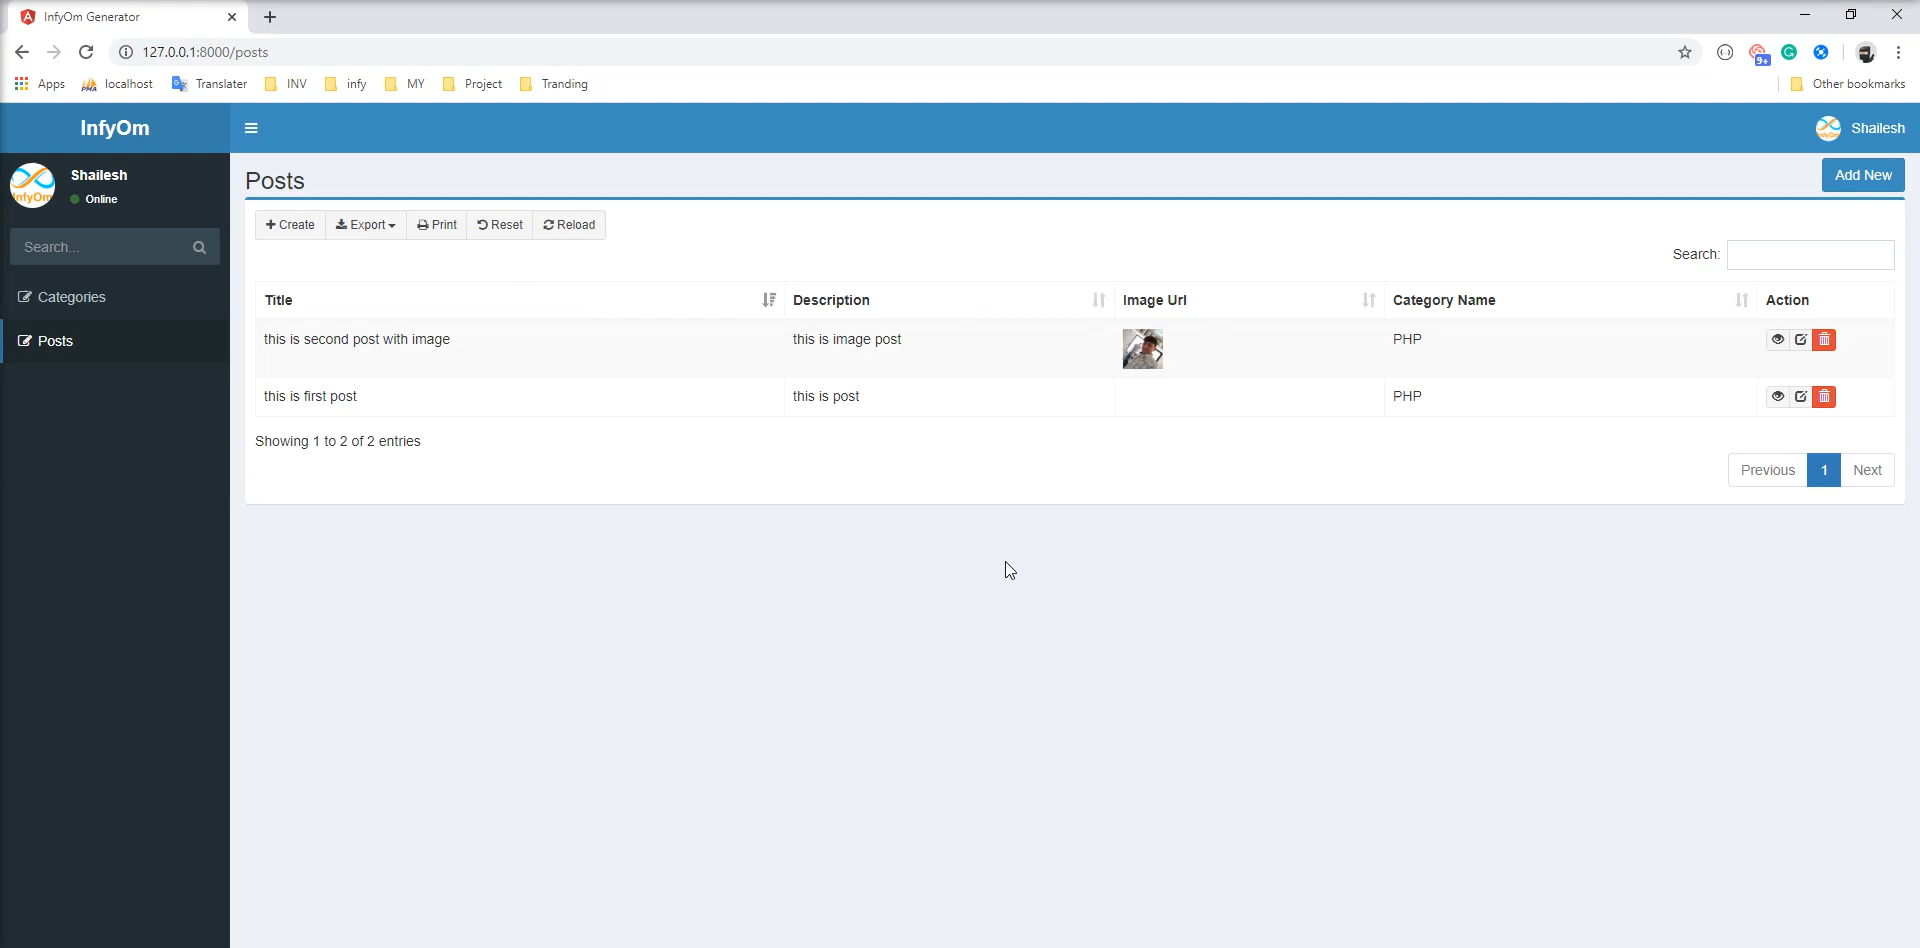 InfyOm Generator
127.0.0.1:8000/posts
9+
Apps localhost Translater INV infy MY Project Tranding Other bookmarks
InfyOm Shailesh
Shailesh
Online
Search...
Categories
Posts
Posts Add New
Create Export Print Reset Reload
Search:
Title Description Image Url Category Name Action
this is second post with image this is image post PHP
this is first post this is post PHP
Showing 1 to 2 of 2 entries
Previous 1 Next